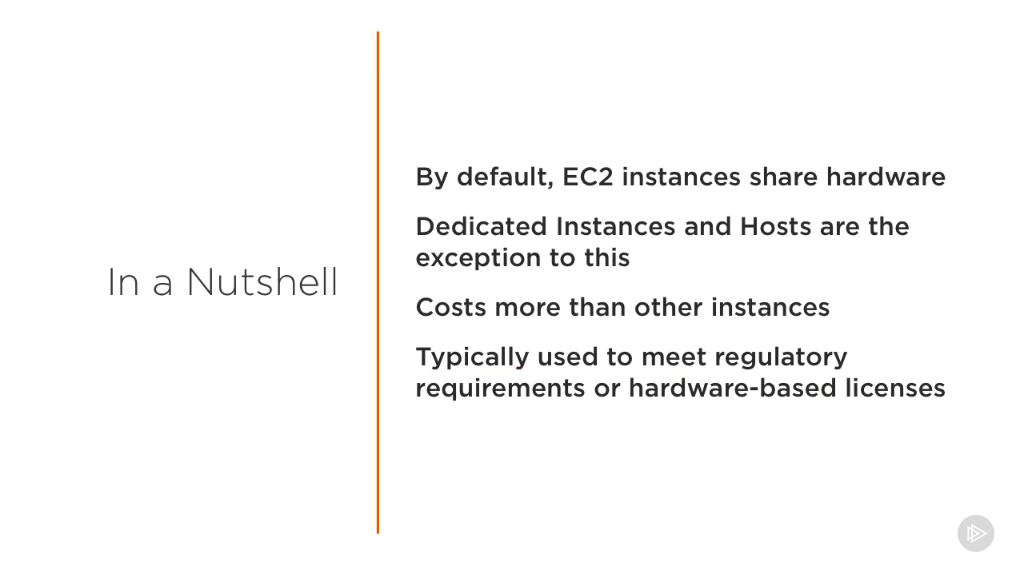 In a Nutshell
By default, EC2 instances share hardware
Dedicated Instances and Hosts are the
exception to this
Costs more than other instances
Typically used to meet regulatory
requirements or hardware-based licenses